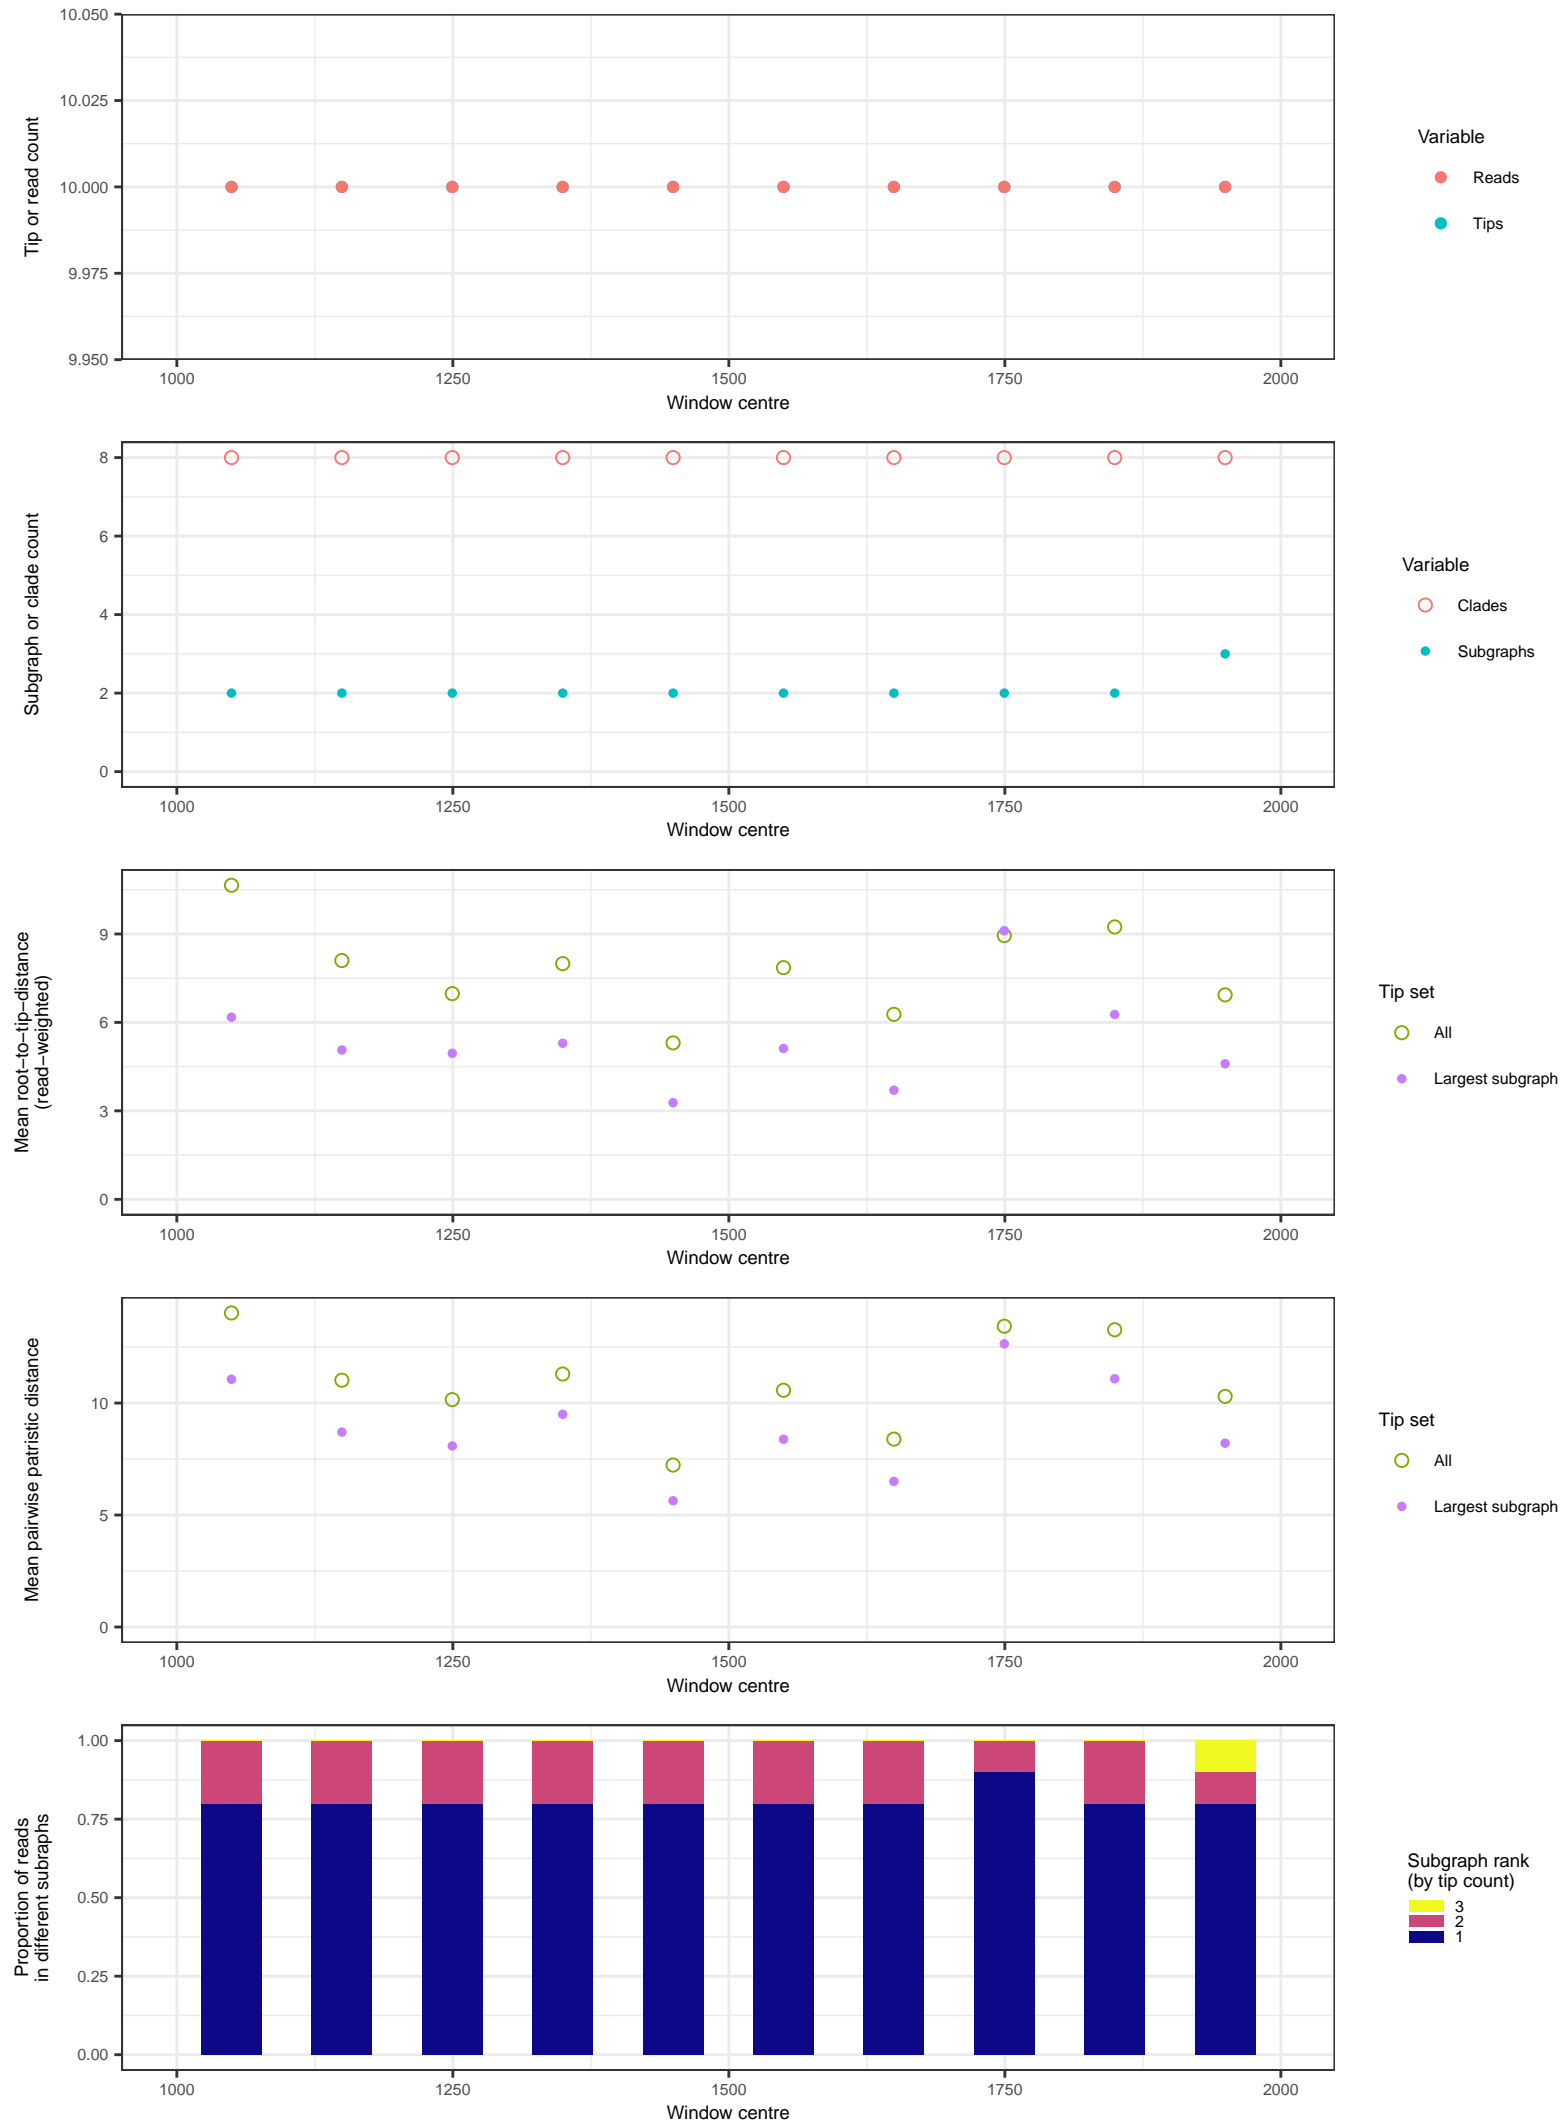 10.050
10.025
10.000
9.975
9.950
Tip or read count
1000 1250 1500 1750 2000
Window centre
Variable
Reads
Tips
8
6
4
2
0
Subgraph or clade count
1000 1250 1500 1750 2000
Window centre
Variable
Clades
Subgraphs
9
6
3
0
Mean root−to−tip−distance
(read−weighted)
1000 1250 1500 1750 2000
Window centre
Tip set
All
Largest subgraph
10
5
0
Mean pairwise patristic distance
1000 1250 1500 1750 2000
Window centre
Tip set
All
Largest subgraph
1.00
0.75
0.50
0.25
0.00
Proportion of reads
in different subraphs
1000 1250 1500 1750 2000
Window centre
Subgraph rank
(by tip count)
3
2
1